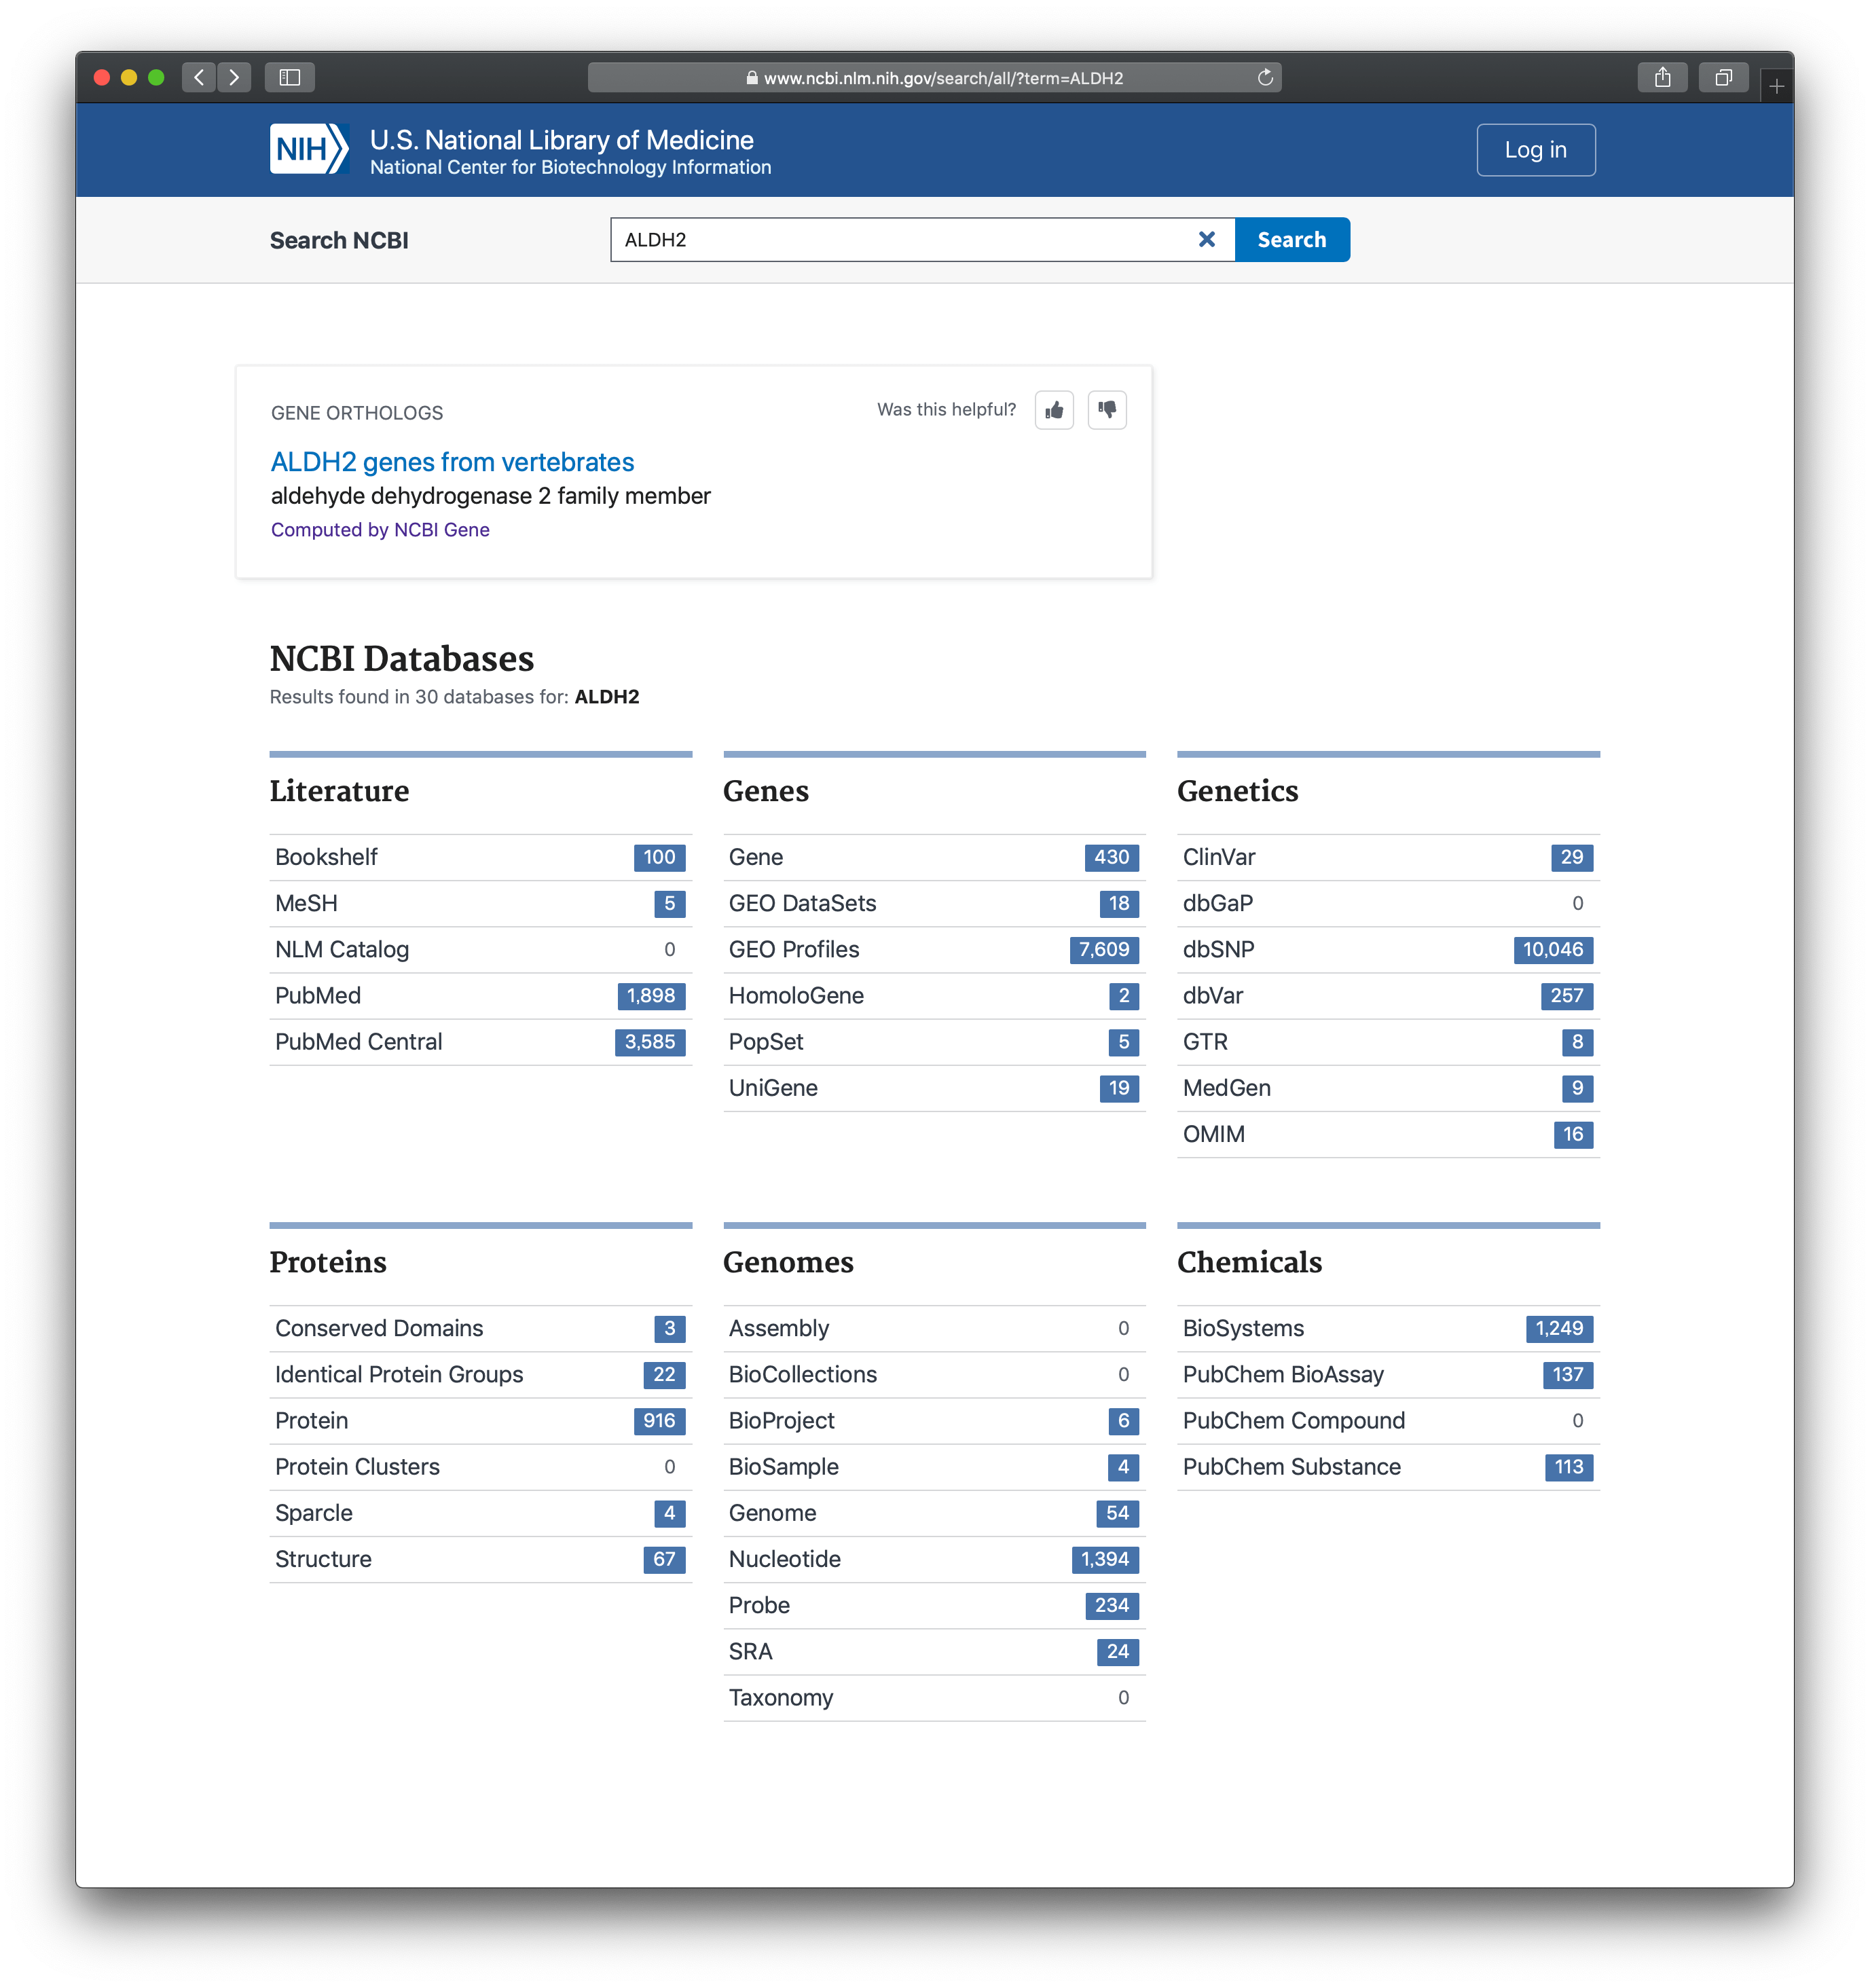 www.ncbi.nlm.nih.gov/search/all/?term=ALDH2
NIH
U.S. National Library of Medicine
National Center for Biotechnology Information
Log in
Search NCBI
ALDH2
Search
GENE ORTHOLOGS
Was this helpful?
ALDH2 genes from vertebrates
aldehyde dehydrogenase 2 family member
Computed by NCBI Gene
NCBI Databases
Results found in 30 databases for: ALDH2
Literature
Bookshelf 100
MeSH 5
NLM Catalog 0
PubMed 1,898
PubMed Central 3,585
Genes
Gene 430
GEO DataSets 18
GEO Profiles 7,609
HomoloGene 2
PopSet 5
UniGene 19
Genetics
ClinVar 29
dbGaP 0
dbSNP 10,046
dbVar 257
GTR 8
MedGen 9
OMIM 16
Proteins
Conserved Domains 3
Identical Protein Groups 22
Protein 916
Protein Clusters 0
Sparcle 4
Structure 67
Genomes
Assembly 0
BioCollections 0
BioProject 6
BioSample 4
Genome 54
Nucleotide 1,394
Probe 234
SRA 24
Taxonomy 0
Chemicals
BioSystems 1,249
PubChem BioAssay 137
PubChem Compound 0
PubChem Substance 113